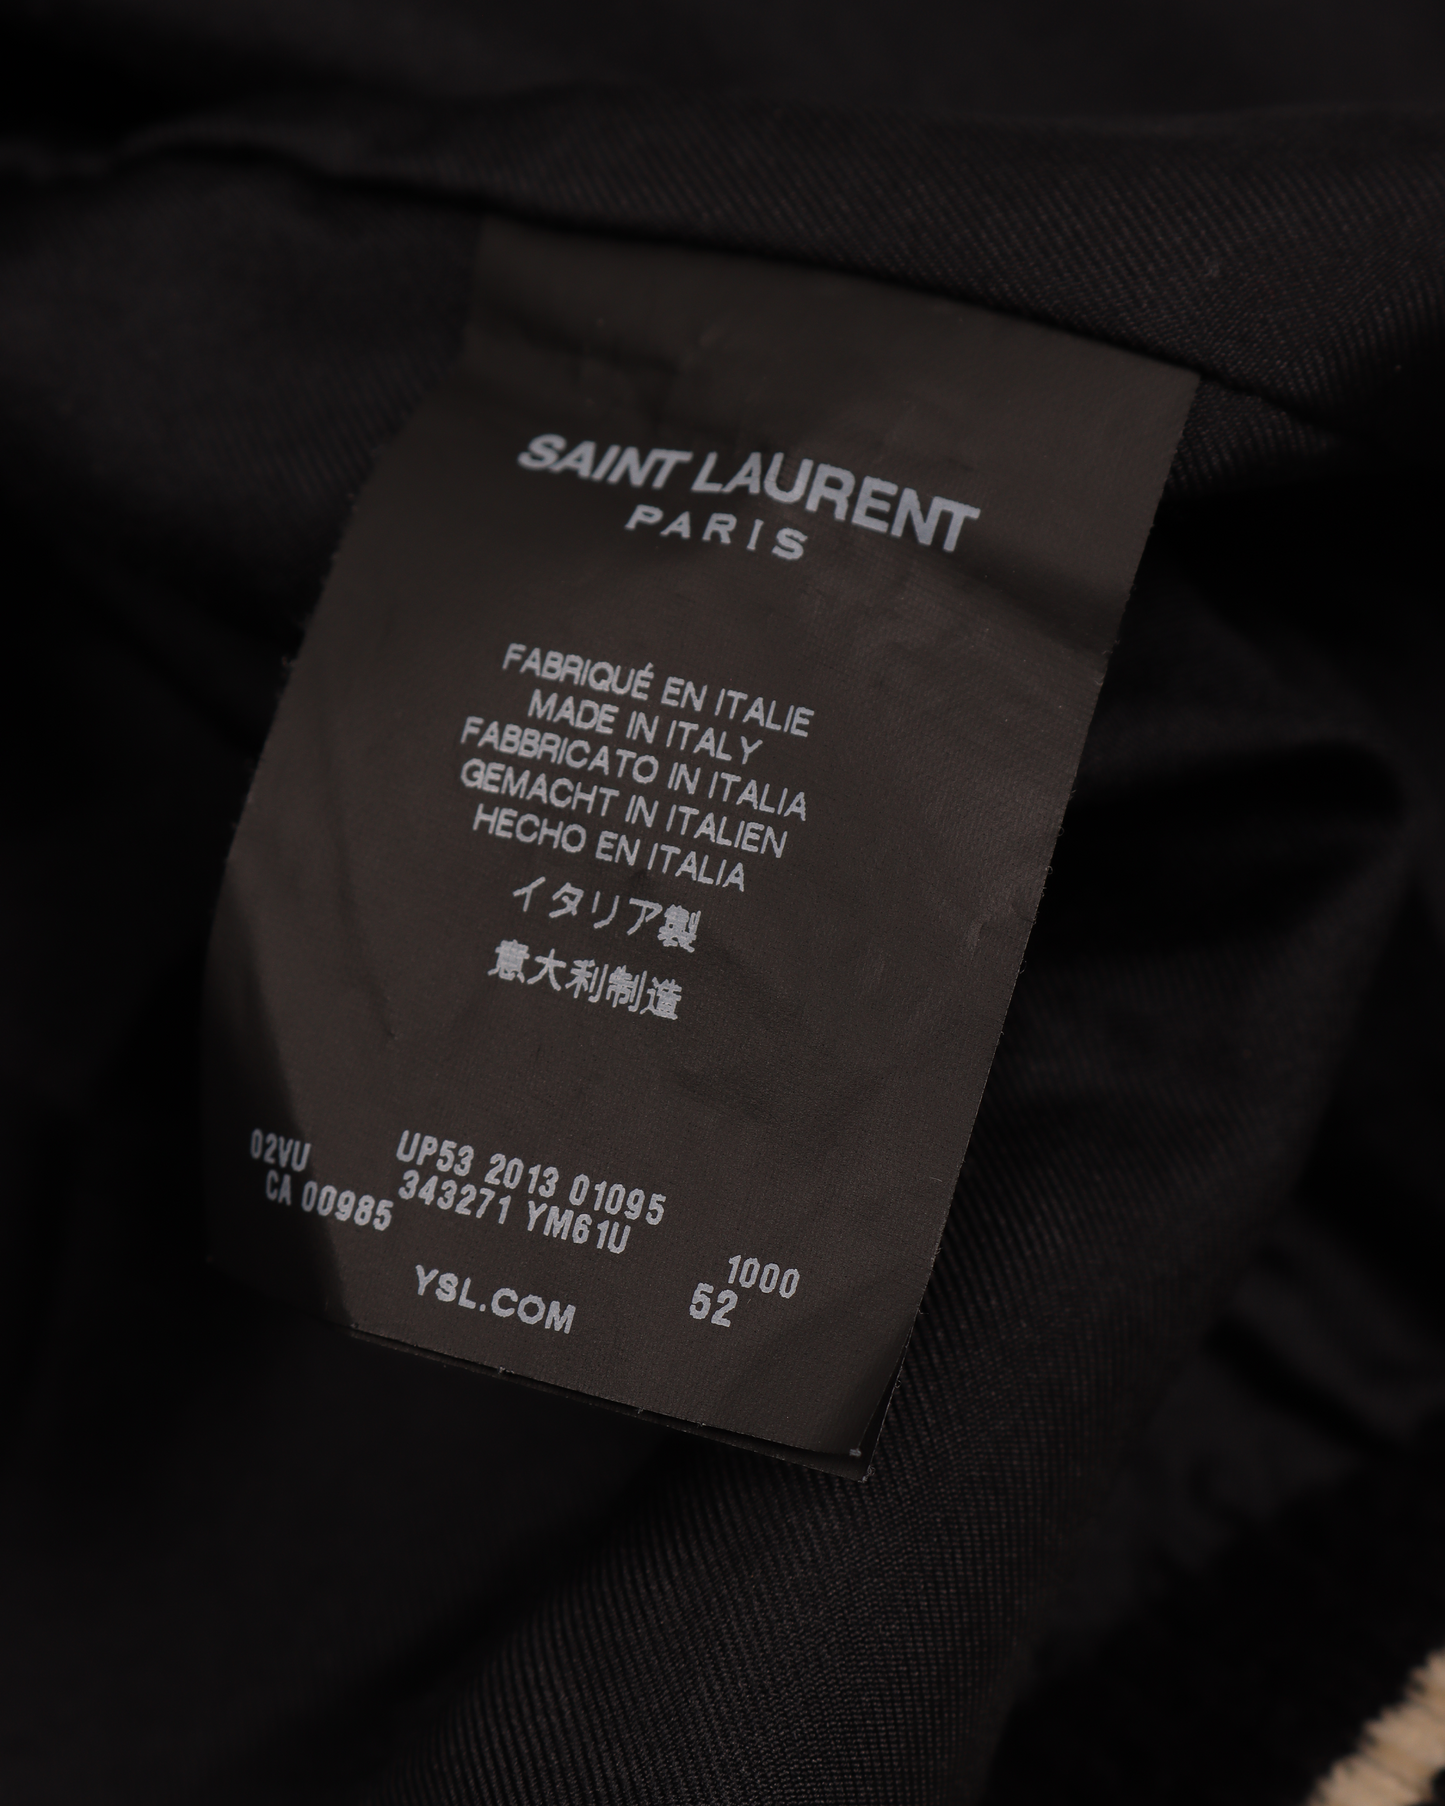 SAINT LAURENT
PARIS
FABRIQUÉ EN ITALIE
MADE IN ITALY
FABBRICATO IN ITALIA
GEMACHT IN ITALIEN
HECHO EN ITALIA
イタリア製
意大利制造
02VU UP53 2013 01095
CA 00985 343271 YM61U 1000
YSL.COM 52